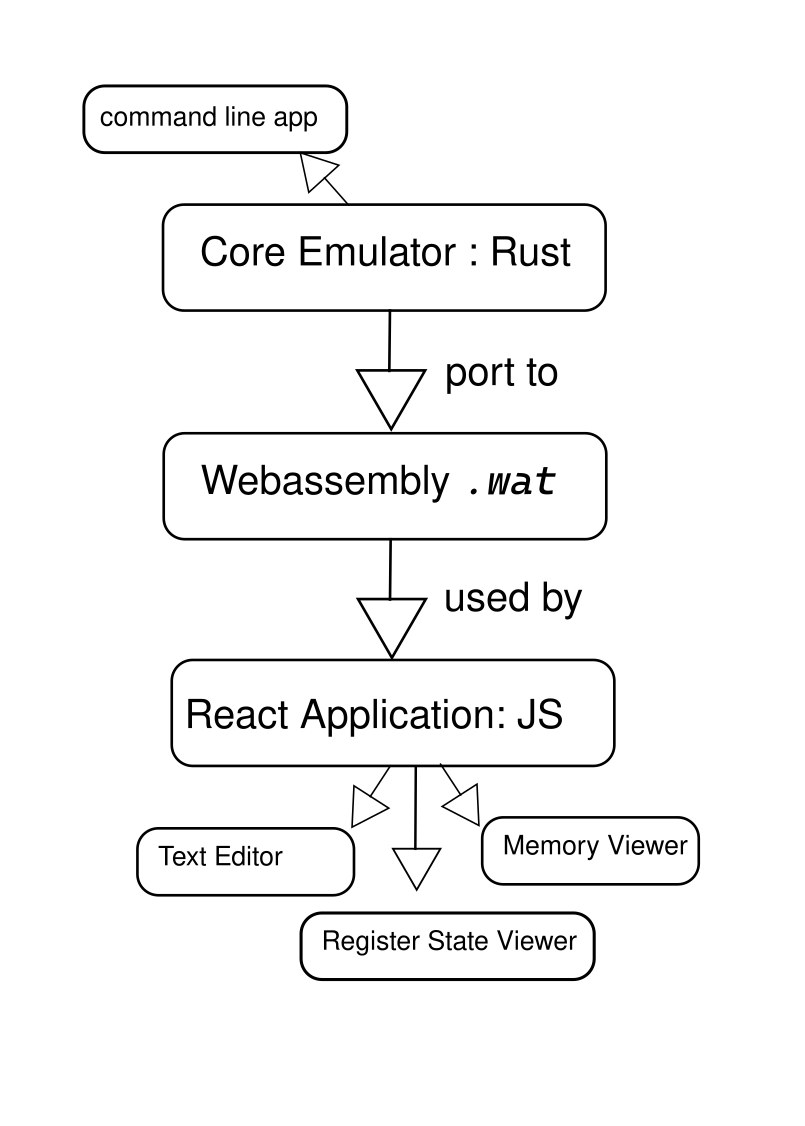 command line app
Core Emulator : Rust
port to
Webassembly .wat
used by
React Application: JS
Text Editor
Memory Viewer
Register State Viewer